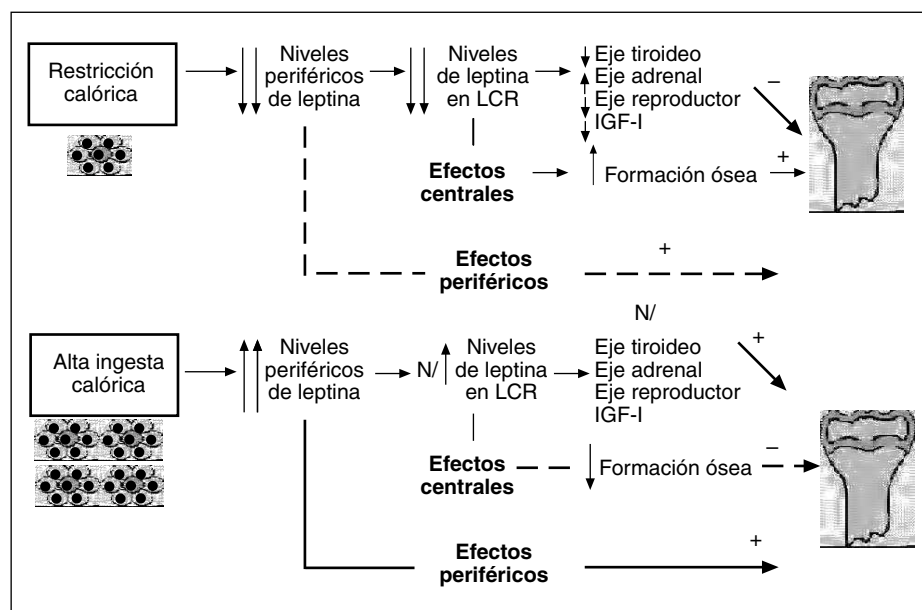 Restricción
calórica
Niveles
periféricos
de leptina
Niveles
de leptina
en LCR
Eje tiroideo
Eje adrenal
Eje reproductor
IGF-I
–
Efectos
centrales
Formación ósea
+
Efectos
periféricos
+
Alta ingesta
calórica
Niveles
periféricos
de leptina
N/
Niveles
de leptina
en LCR
N/
Eje tiroideo
Eje adrenal
Eje reproductor
IGF-I
+
Efectos
centrales
Formación ósea
–
Efectos
periféricos
+